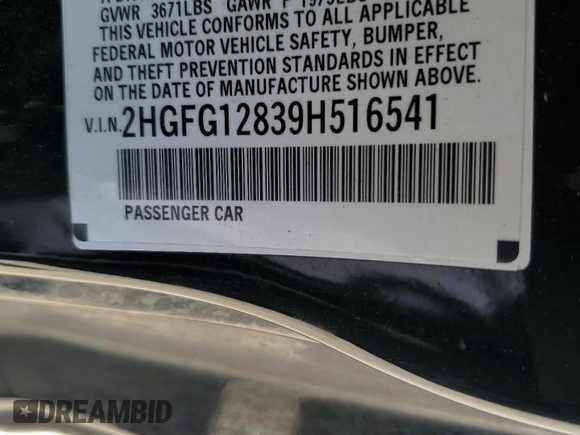 GVWR 3671LBS GAWR F
THIS VEHICLE CONFORMS TO ALL APPLICABLE
FEDERAL MOTOR VEHICLE SAFETY, BUMPER,
AND THEFT PREVENTION STANDARDS IN EFFECT
ON THE DATE OF MANUFACTURE SHOWN ABOVE.
V.I.N. 2HGFG12839H516541
PASSENGER CAR
DREAMBID